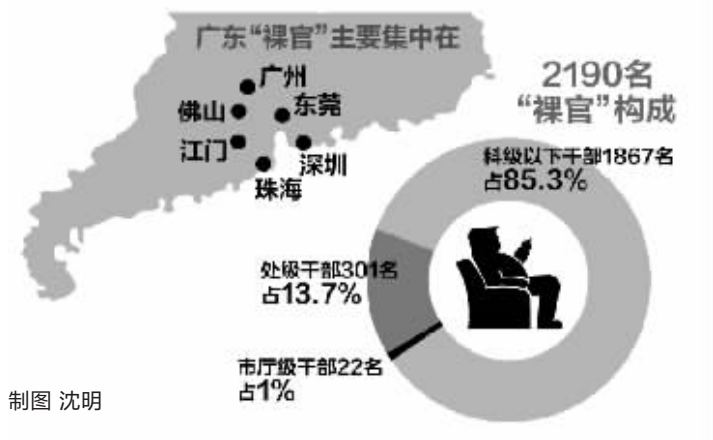 广东“裸官”主要集中在
广州
佛山
东莞
江门
深圳
珠海
2190名
“裸官”构成
科级以下干部1867名
占85.3%
处级干部301名
占13.7%
市厅级干部22名
占1%
制图 沈明